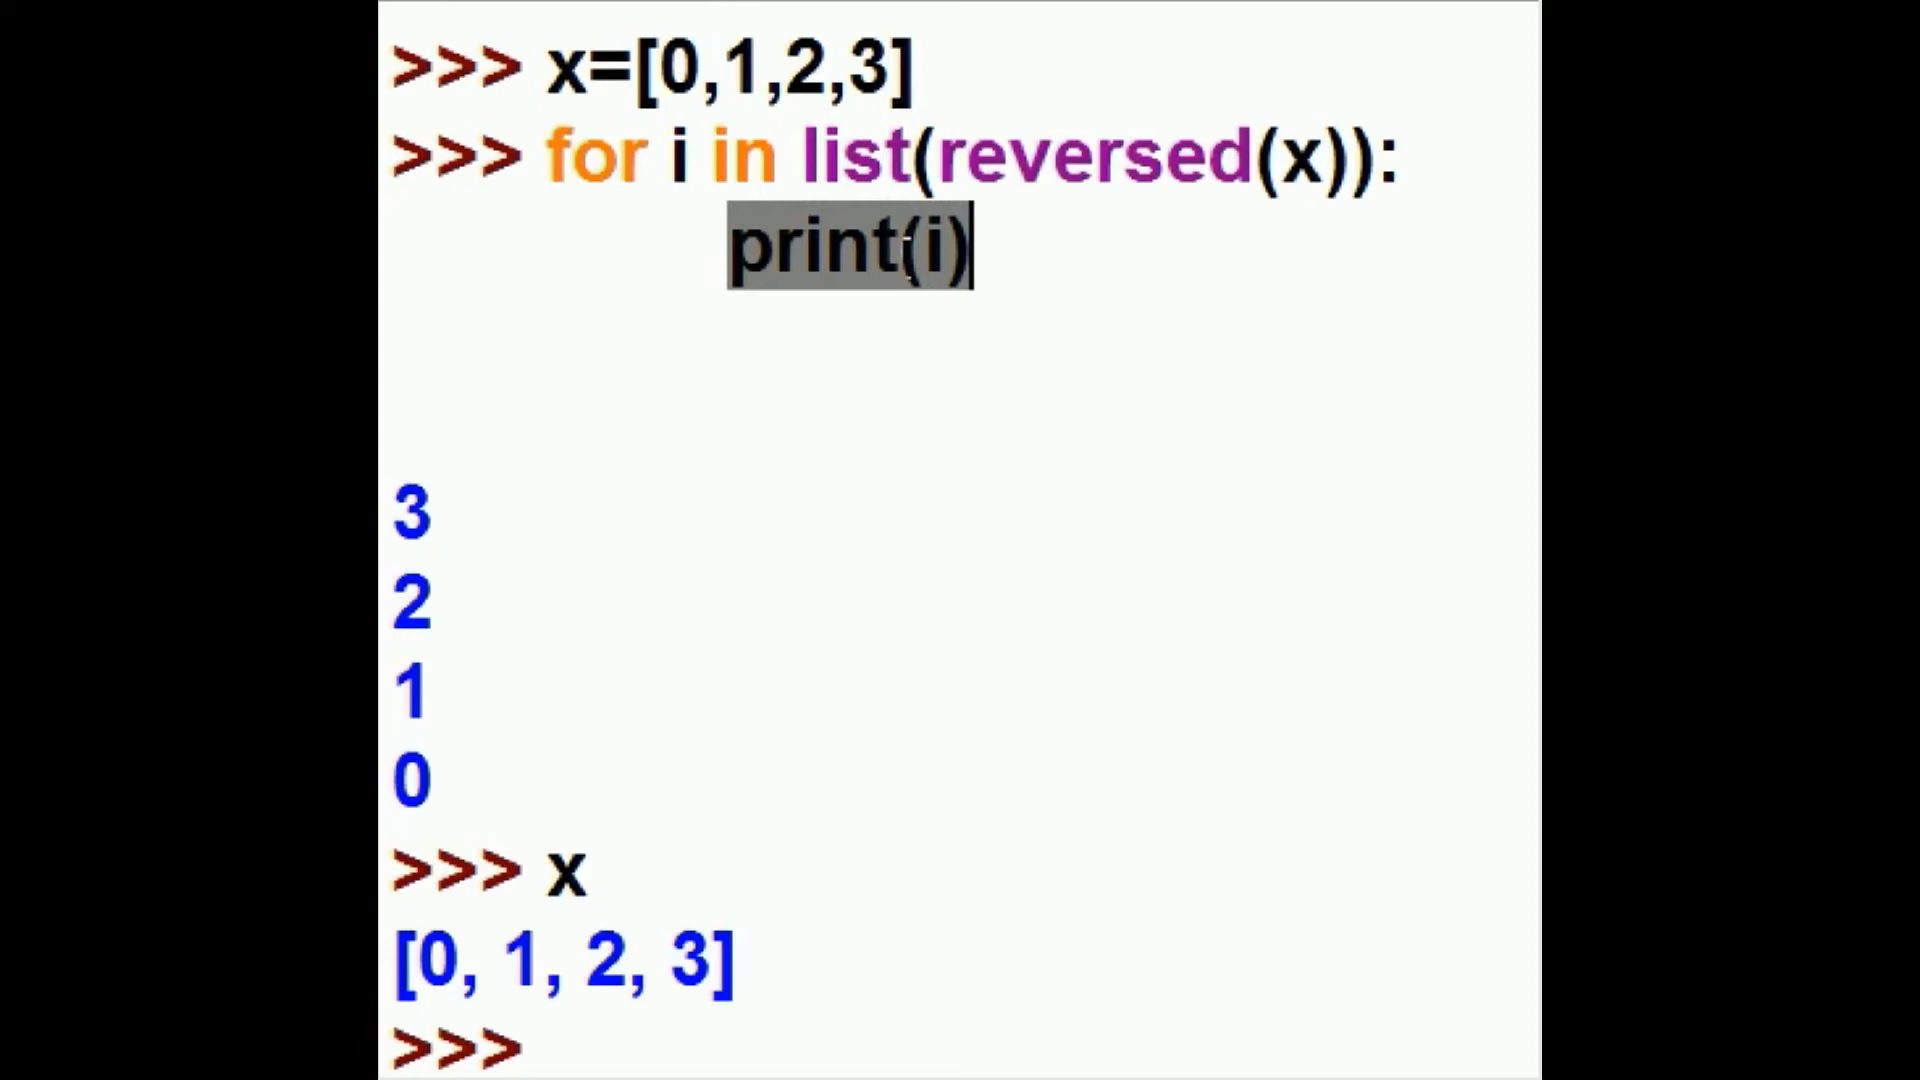 >>> x=[0,1,2,3]
>>> for i in list(reversed(x)):
print(i)
3
2
1
0
>>> x
[0, 1, 2, 3]
>>>